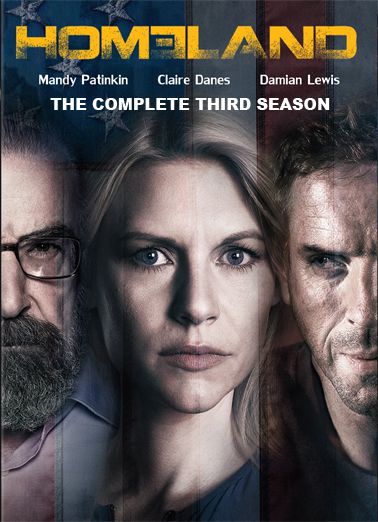 HOMELAND
Mandy Patinkin Claire Danes Damian Lewis
THE COMPLETE THIRD SEASON